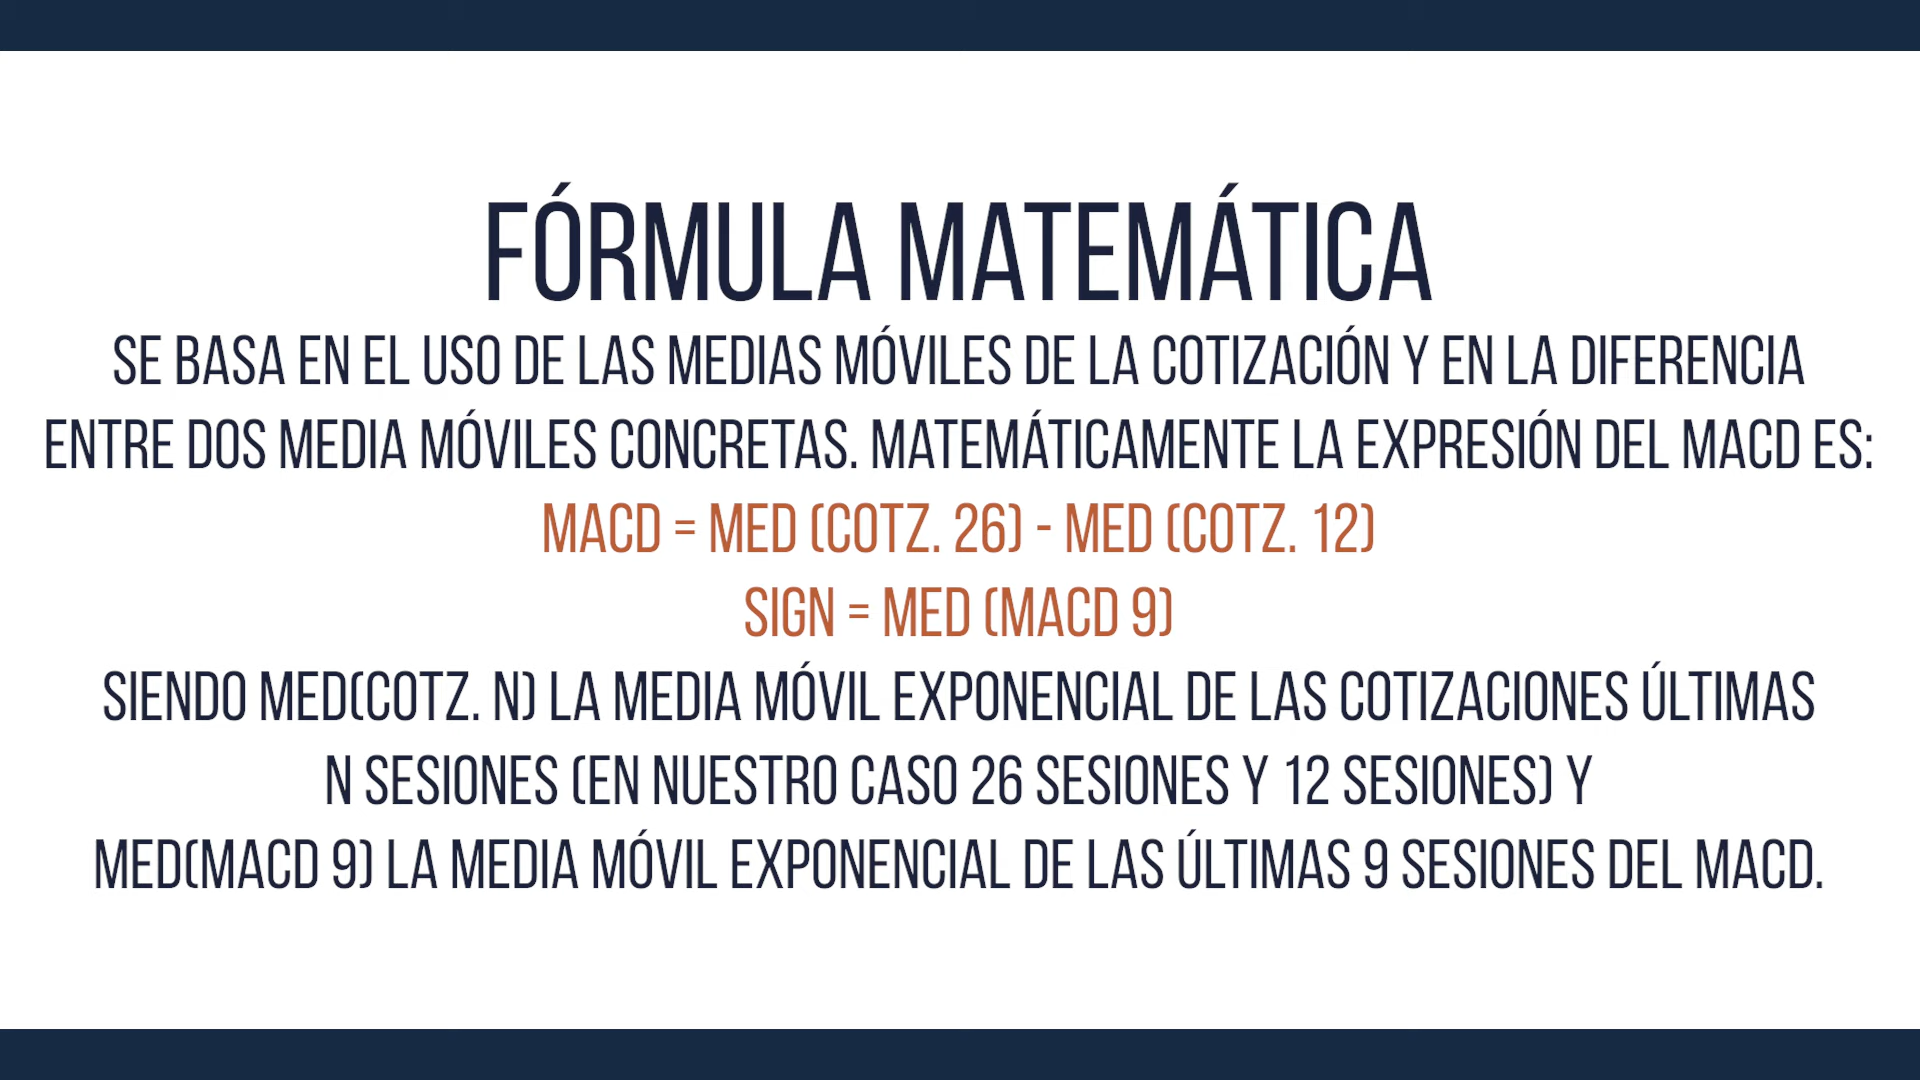 FÓRMULA MATEMÁTICA
SE BASA EN EL USO DE LAS MEDIAS MÓVILES DE LA COTIZACIÓN Y EN LA DIFERENCIA
ENTRE DOS MEDIA MÓVILES CONCRETAS. MATEMÁTICAMENTE LA EXPRESIÓN DEL MACD ES:
MACD = MED (COTZ. 26) - MED (COTZ. 12)
SIGN = MED (MACD 9)
SIENDO MED(COTZ. N) LA MEDIA MÓVIL EXPONENCIAL DE LAS COTIZACIONES ÚLTIMAS
N SESIONES (EN NUESTRO CASO 26 SESIONES Y 12 SESIONES) Y
MED(MACD 9) LA MEDIA MÓVIL EXPONENCIAL DE LAS ÚLTIMAS 9 SESIONES DEL MACD.